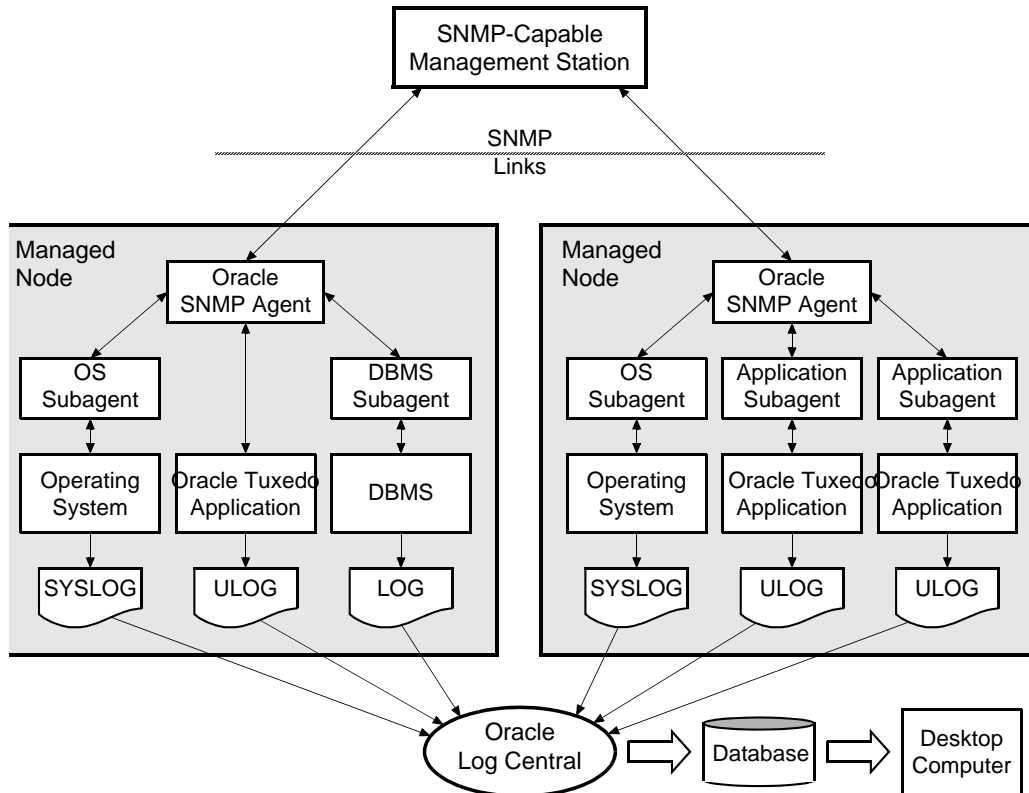 SNMP-Capable
Management Station
SNMP
Links
Managed
Node
Oracle
SNMP Agent
OS
Subagent
DBMS
Subagent
Operating
System
Oracle Tuxedo
Application
DBMS
SYSLOG
ULOG
LOG
Managed
Node
Oracle
SNMP Agent
OS
Subagent
Application
Subagent
Application
Subagent
Operating
System
Oracle Tuxedo
Application
Oracle Tuxedo
Application
SYSLOG
ULOG
ULOG
Oracle
Log Central
Database
Desktop
Computer